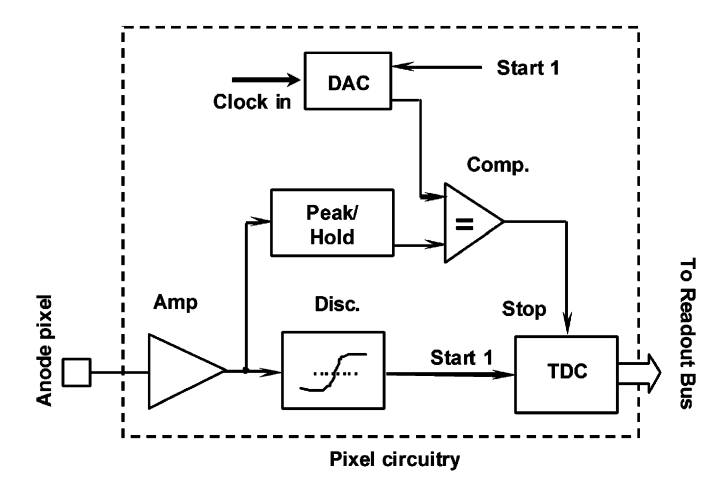 Start 1
DAC
Clock in
Comp.
Peak/
Hold
=
Amp
Disc.
Stop
Anode pixel
Start 1
TDC
To Readout Bus
Pixel circuitry